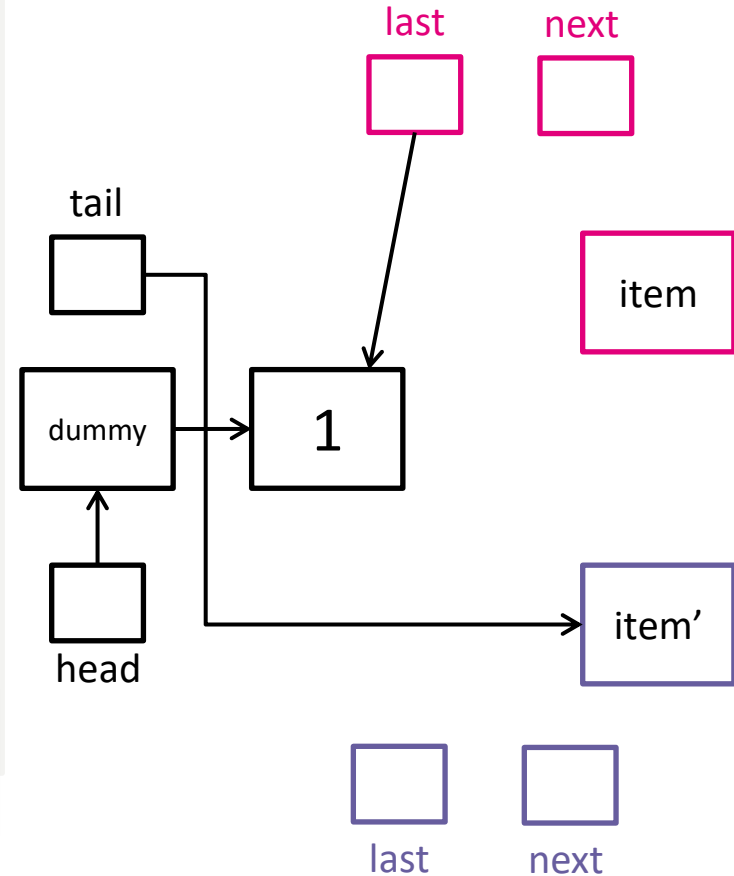 last next
tail
item
dummy
1
item’
head
last next